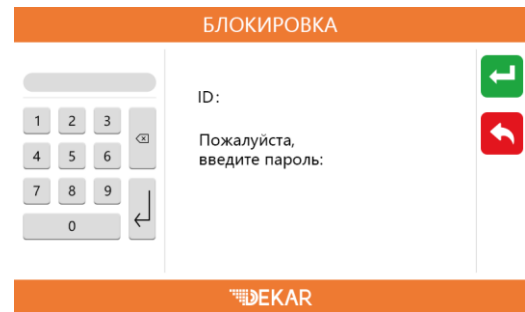 БЛОКИРОВКА
1 2 3
4 5 6
7 8 9
0
ID:
Пожалуйста,
введите пароль:
DEKAR